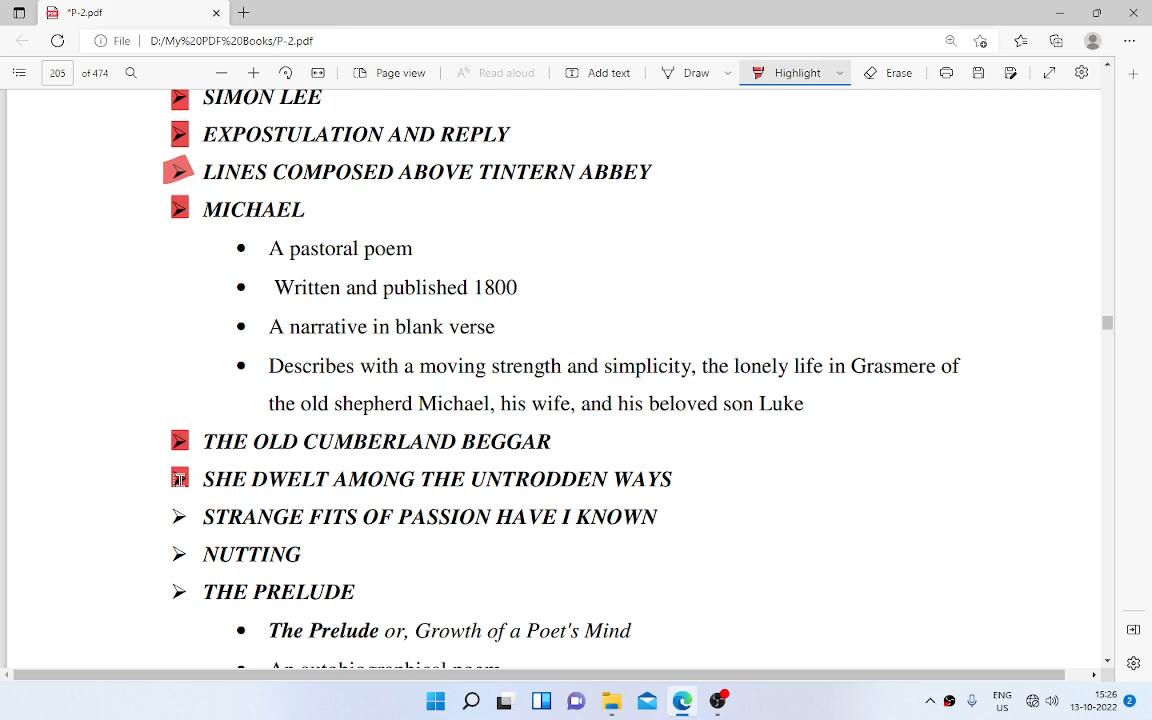 *P-2.pdf
File D:/My%20PDF%20Books/P-2.pdf
205 of 474 Page view Read aloud Add text Draw Highlight Erase
SIMON LEE
EXPOSTULATION AND REPLY
LINES COMPOSED ABOVE TINTERN ABBEY
MICHAEL
• A pastoral poem
• Written and published 1800
• A narrative in blank verse
• Describes with a moving strength and simplicity, the lonely life in Grasmere of
the old shepherd Michael, his wife, and his beloved son Luke
THE OLD CUMBERLAND BEGGAR
SHE DWELT AMONG THE UNTRODDEN WAYS
STRANGE FITS OF PASSION HAVE I KNOWN
NUTTING
THE PRELUDE
• The Prelude or, Growth of a Poet's Mind
• An autobiographical poem
ENG 15:26
US 13-10-2022 2